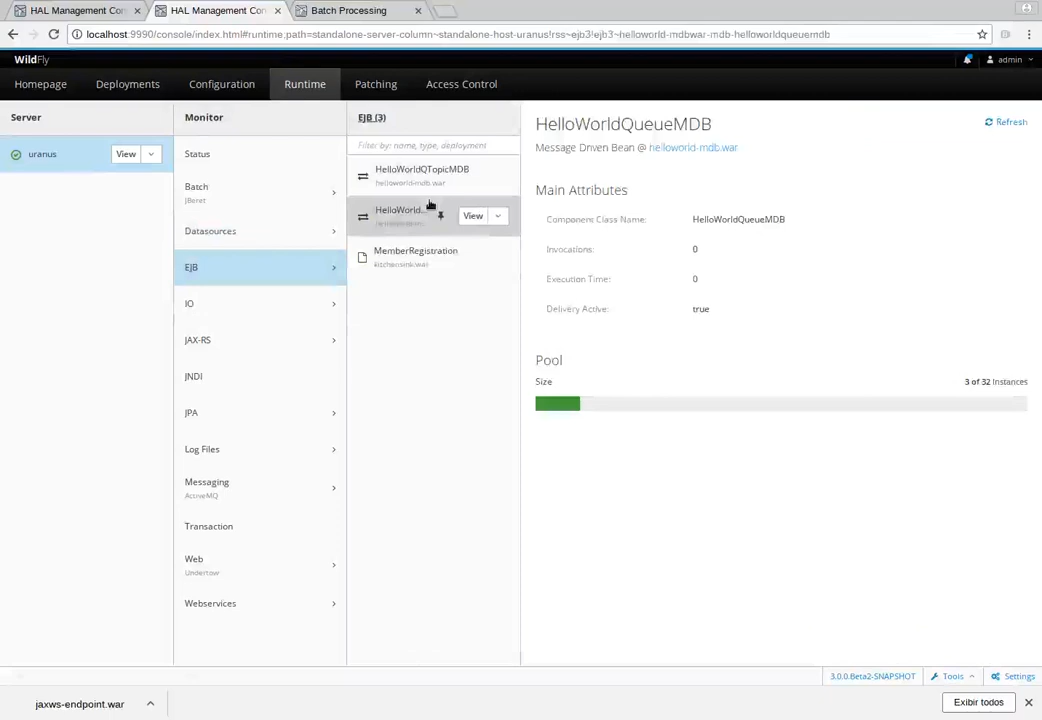 HAL Management Con
HAL Management Con
Batch Processing
localhost:9990/console/index.html#runtime;path=standalone-server-column~standalone-host-uranus!rss~ejb3!ejb3~helloworld-mdbwar-mdb-helloworldqueuemdb
WildFly
admin
Homepage
Deployments
Configuration
Runtime
Patching
Access Control
Server
Monitor
EJB (3)
HelloWorldQueueMDB
Refresh
Message Driven Bean @ helloworld-mdb.war
uranus
View
Status
Batch
JBeret
Datasources
EJB
IO
JAX-RS
JNDI
JPA
Log Files
Messaging
ActiveMQ
Transaction
Web
Undertow
Webservices
Filter by: name, type, deployment
HelloWorldQTopicMDB
helloworld-mdb.war
HelloWorld...
View
MemberRegistration
kitchensink.war
Main Attributes
Component Class Name: HelloWorldQueueMDB
Invocations: 0
Execution Time: 0
Delivery Active: true
Pool
Size
3 of 32 Instances
3.0.0.Beta2-SNAPSHOT
Tools
Settings
jaxws-endpoint.war
Exibir todos